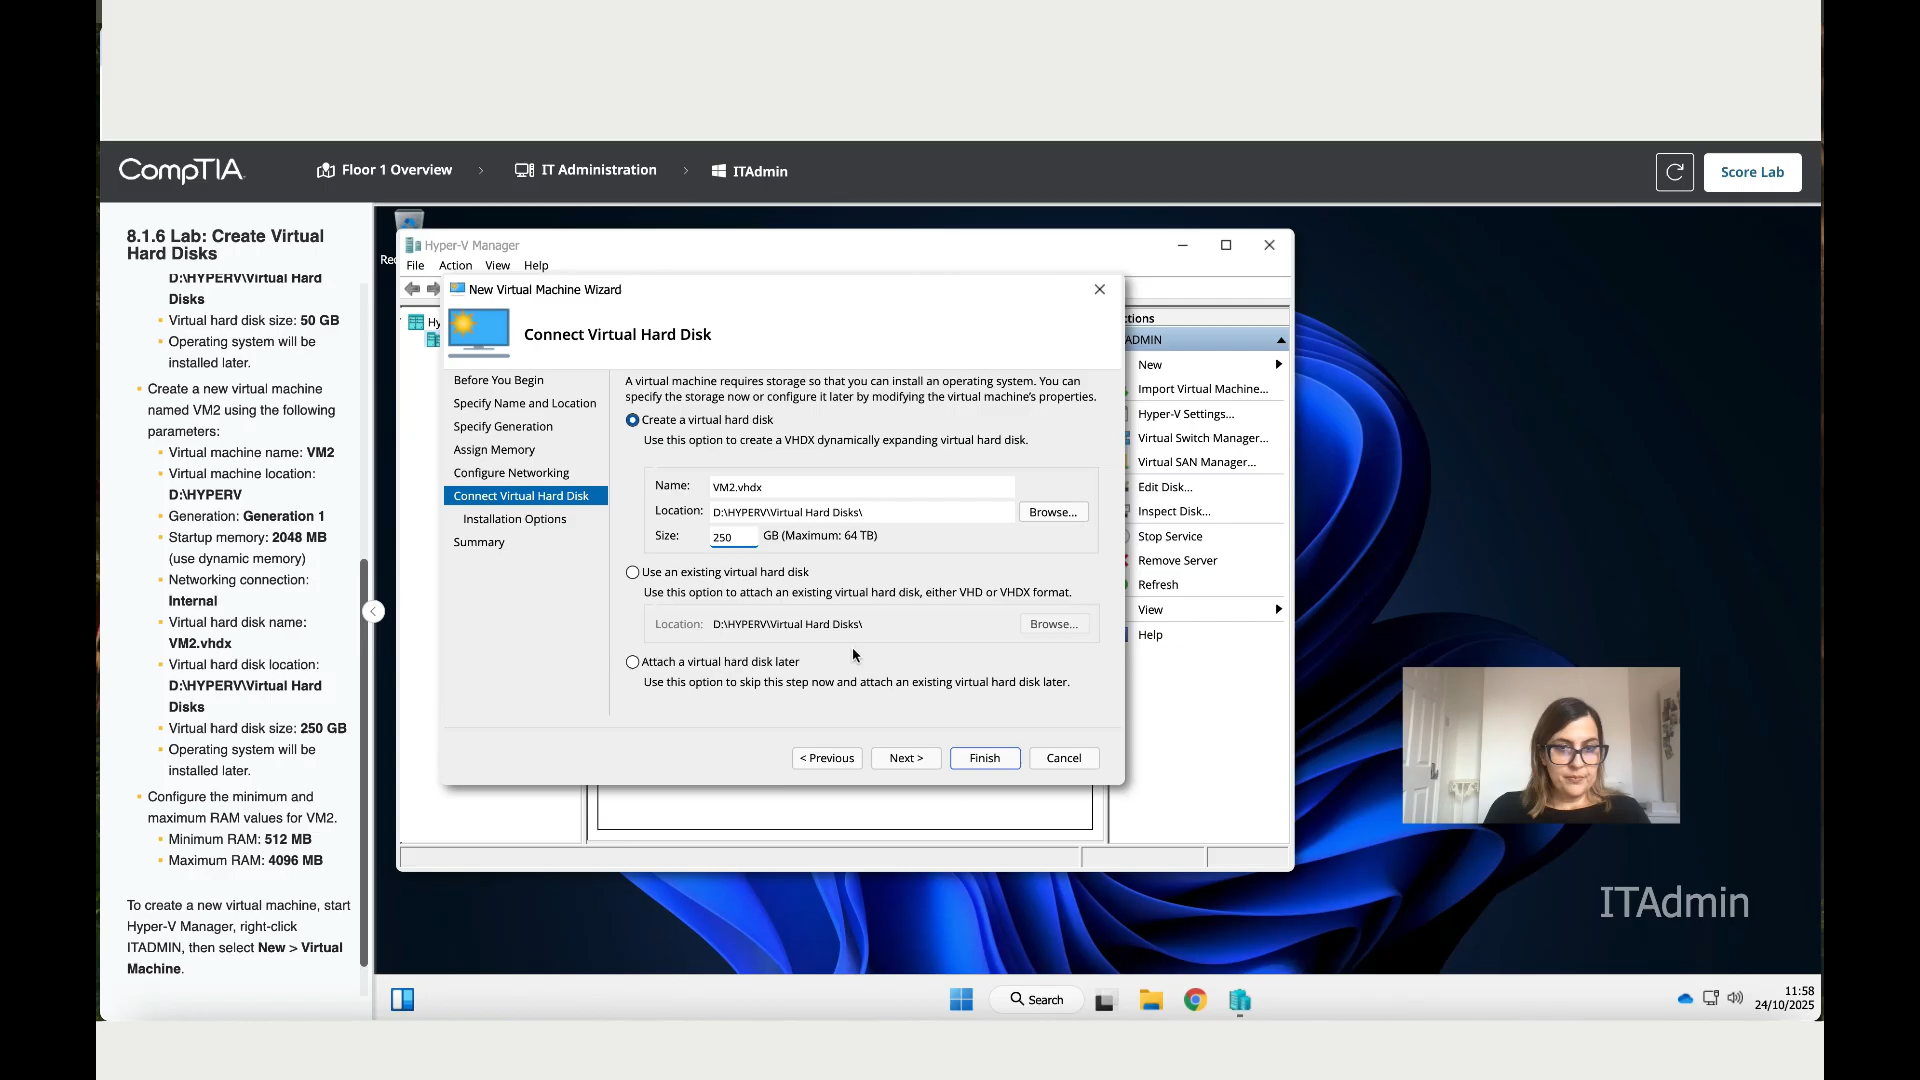 CompTIA
Floor 1 Overview
IT Administration
ITAdmin
Score Lab
8.1.6 Lab: Create Virtual
Hard Disks
D:\HYPERV\Virtual Hard
Disks
Virtual hard disk size: 50 GB
Operating system will be
installed later.
Create a new virtual machine
named VM2 using the following
parameters:
Virtual machine name: VM2
Virtual machine location:
D:\HYPERV
Generation: Generation 1
Startup memory: 2048 MB
(use dynamic memory)
Networking connection:
Internal
Virtual hard disk name:
VM2.vhdx
Virtual hard disk location:
D:\HYPERV\Virtual Hard
Disks
Virtual hard disk size: 250 GB
Operating system will be
installed later.
Configure the minimum and
maximum RAM values for VM2.
Minimum RAM: 512 MB
Maximum RAM: 4096 MB
To create a new virtual machine, start
Hyper-V Manager, right-click
ITADMIN, then select New > Virtual
Machine.
Rec
Hyper-V Manager
File Action View Help
Hy
New Virtual Machine Wizard
Connect Virtual Hard Disk
Before You Begin
Specify Name and Location
Specify Generation
Assign Memory
Configure Networking
Connect Virtual Hard Disk
Installation Options
Summary
A virtual machine requires storage so that you can install an operating system. You can
specify the storage now or configure it later by modifying the virtual machine's properties.
Create a virtual hard disk
Use this option to create a VHDX dynamically expanding virtual hard disk.
Name: VM2.vhdx
Location: D:\HYPERV\Virtual Hard Disks\ Browse...
Size: 250 GB (Maximum: 64 TB)
Use an existing virtual hard disk
Use this option to attach an existing virtual hard disk, either VHD or VHDX format.
Location: D:\HYPERV\Virtual Hard Disks\ Browse...
Attach a virtual hard disk later
Use this option to skip this step now and attach an existing virtual hard disk later.
< Previous Next > Finish Cancel
ctions
ADMIN
New
Import Virtual Machine...
Hyper-V Settings...
Virtual Switch Manager...
Virtual SAN Manager...
Edit Disk...
Inspect Disk...
Stop Service
Remove Server
Refresh
View
Help
ITAdmin
Search
11:58
24/10/2025